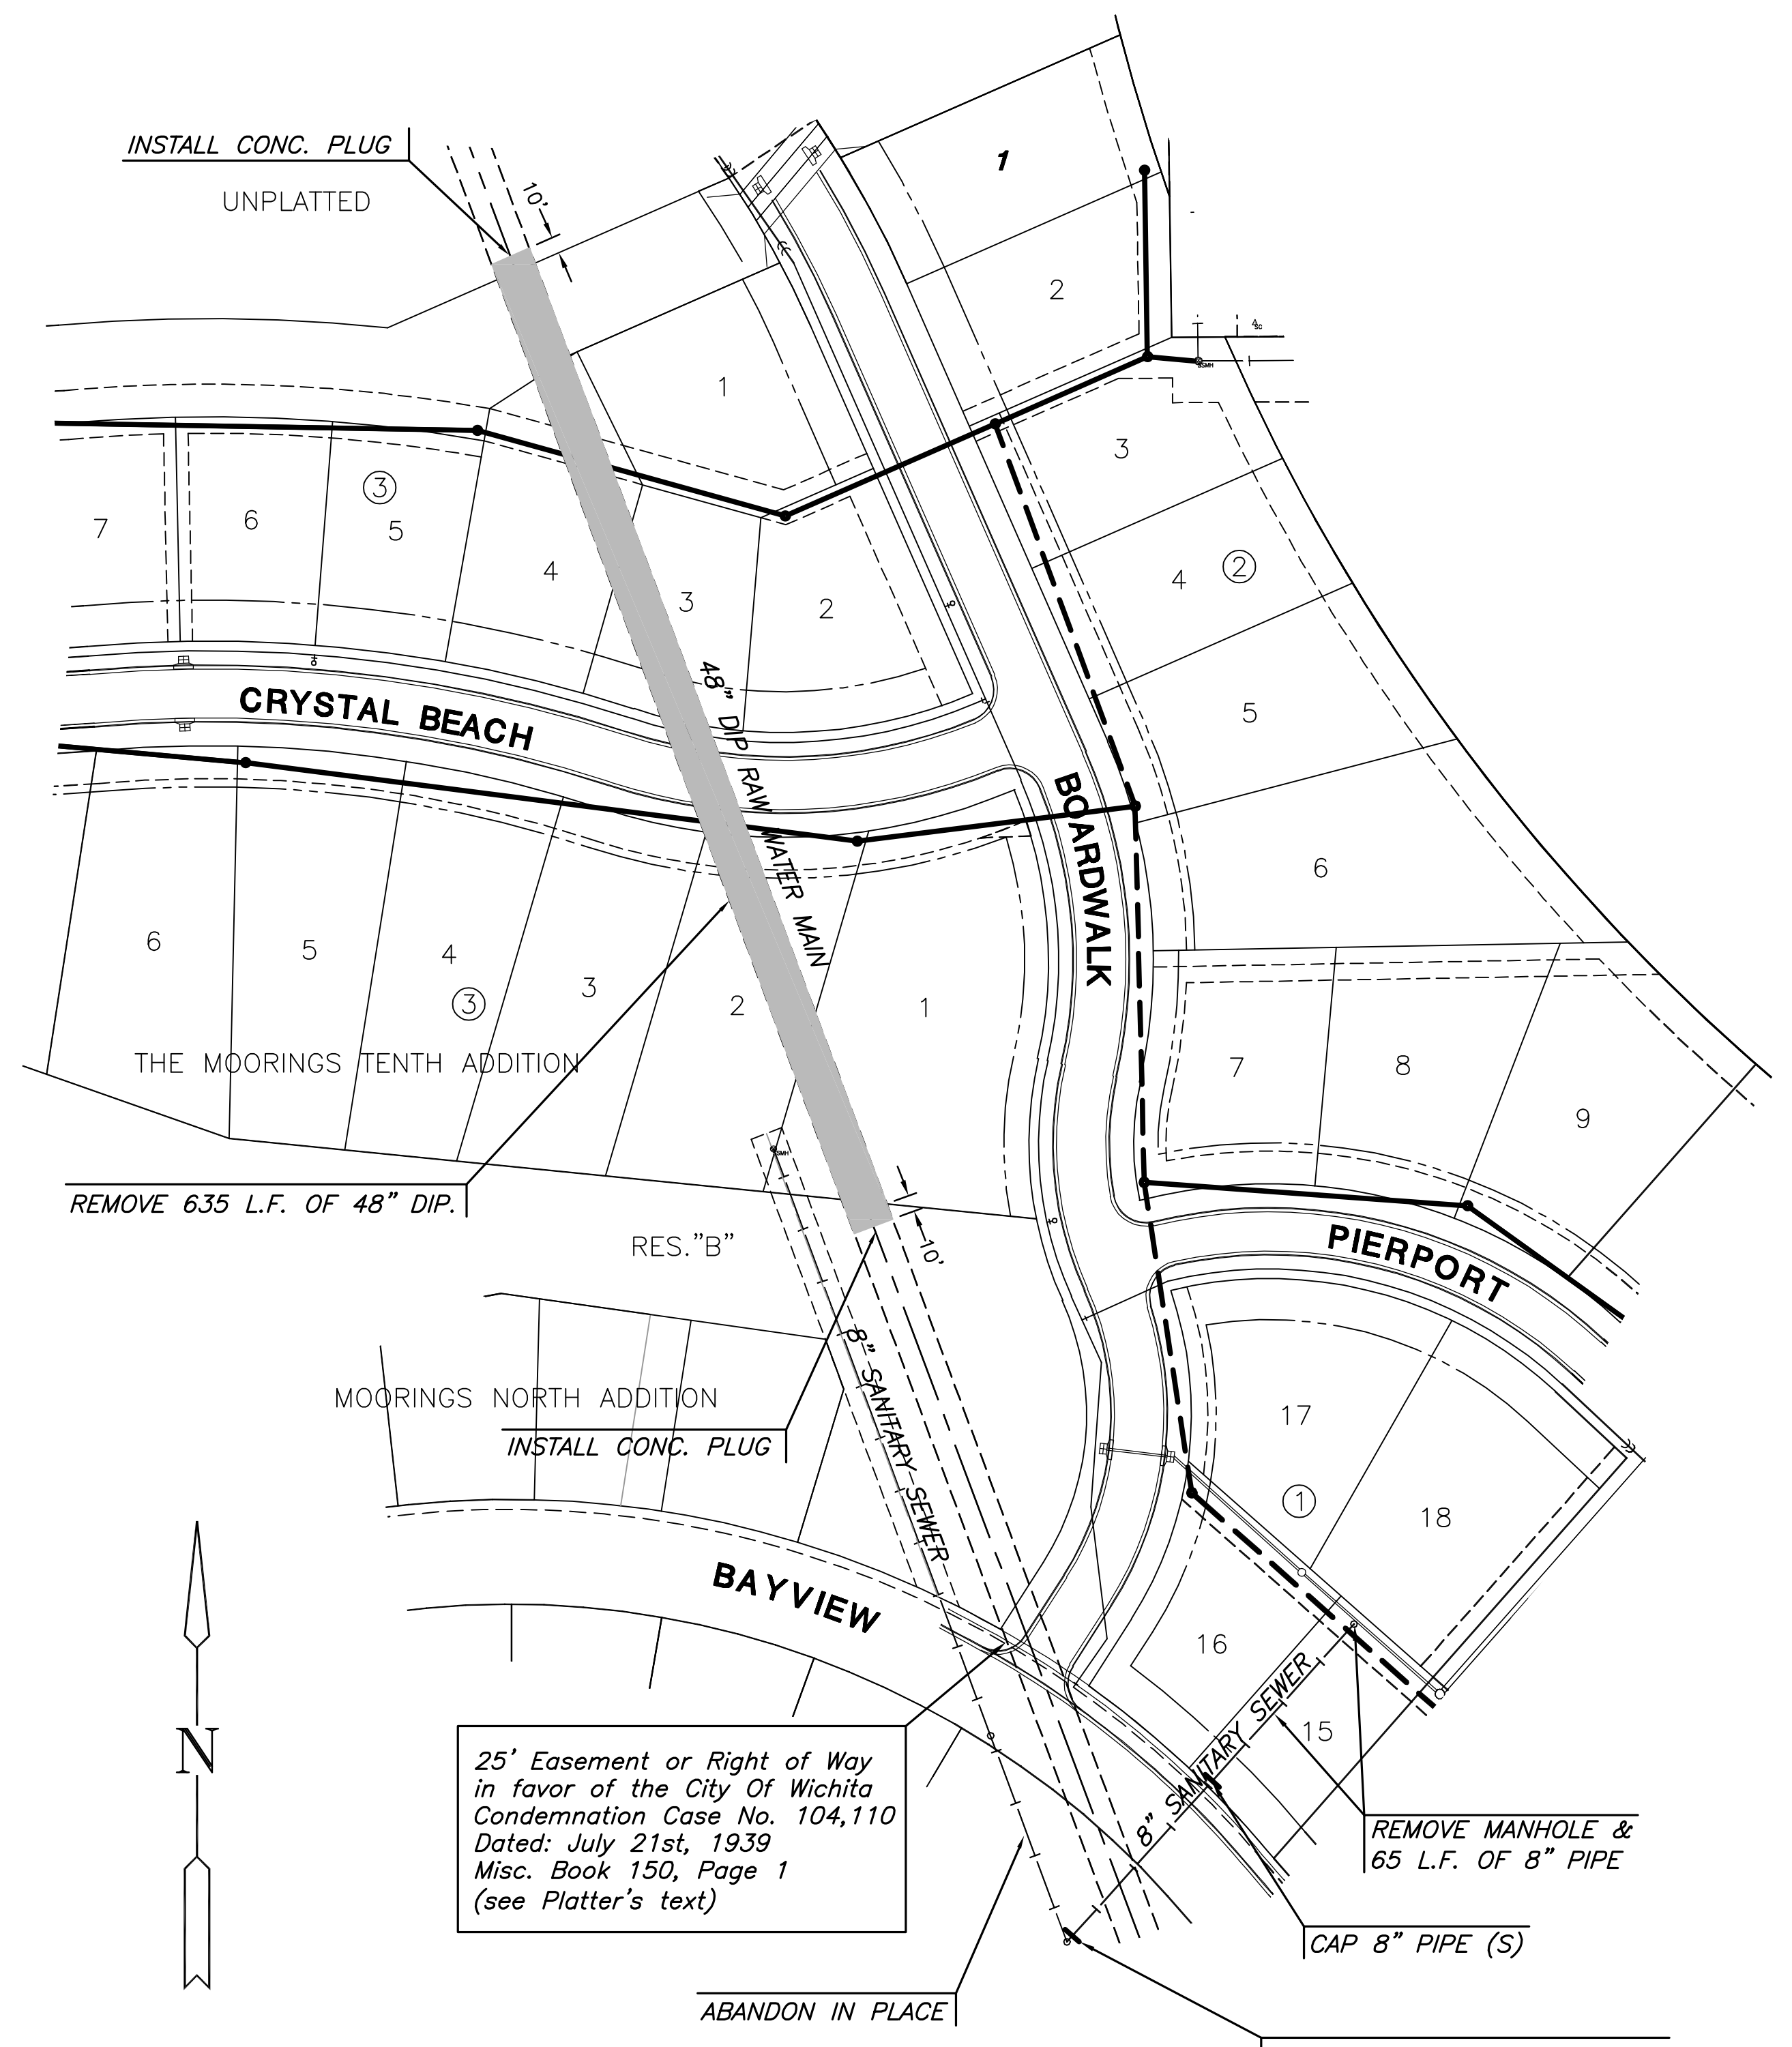 INSTALL CONC. PLUG
UNPLATTED
10'
1
2
4
SC
SMH
1
3
3
7
6
5
4
3
2
4
2
5
48" DIP RAW WATER MAIN
CRYSTAL BEACH
BOARDWALK
6
6
5
4
3
3
2
1
7
8
9
THE MOORINGS TENTH ADDITION
SMH
REMOVE 635 L.F. OF 48" DIP.
RES."B"
10'
PIERPORT
8" SANITARY SEWER
MOORINGS NORTH ADDITION
INSTALL CONC. PLUG
17
1
18
BAYVIEW
16
15
8" SANITARY SEWER
N
25' Easement or Right of Way
in favor of the City Of Wichita
Condemnation Case No. 104,110
Dated: July 21st, 1939
Misc. Book 150, Page 1
(see Platter's text)
REMOVE MANHOLE &
65 L.F. OF 8" PIPE
CAP 8" PIPE (S)
ABANDON IN PLACE